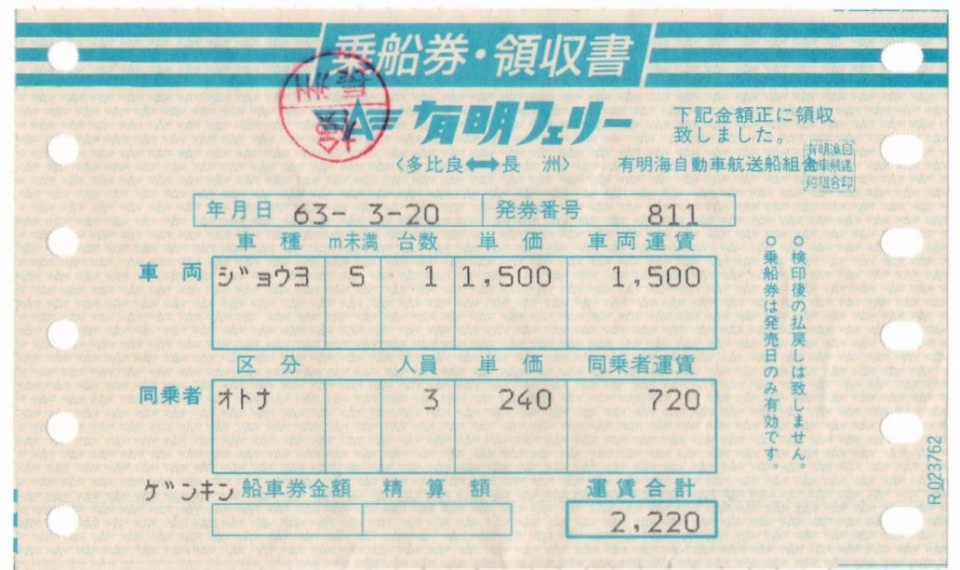 乗船券・領収書
有明フェリー
〈多比良⟷長 洲〉
下記金額正に領収
致しました。
有明海自動車航送船組合
年月日 63- 3-20 発券番号 811
車 種 m未満 台数 単 価 車両運賃
車 両 ジョウヨ 5 1 1,500 1,500
区 分 人員 単 価 同乗者運賃
同乗者 オトナ 3 240 720
ゲンキン 船車券金額 精 算 額 運賃合計
2,220
○検印後の払戻しは致しません。
○乗船券は発売日のみ有効です。
R 023762